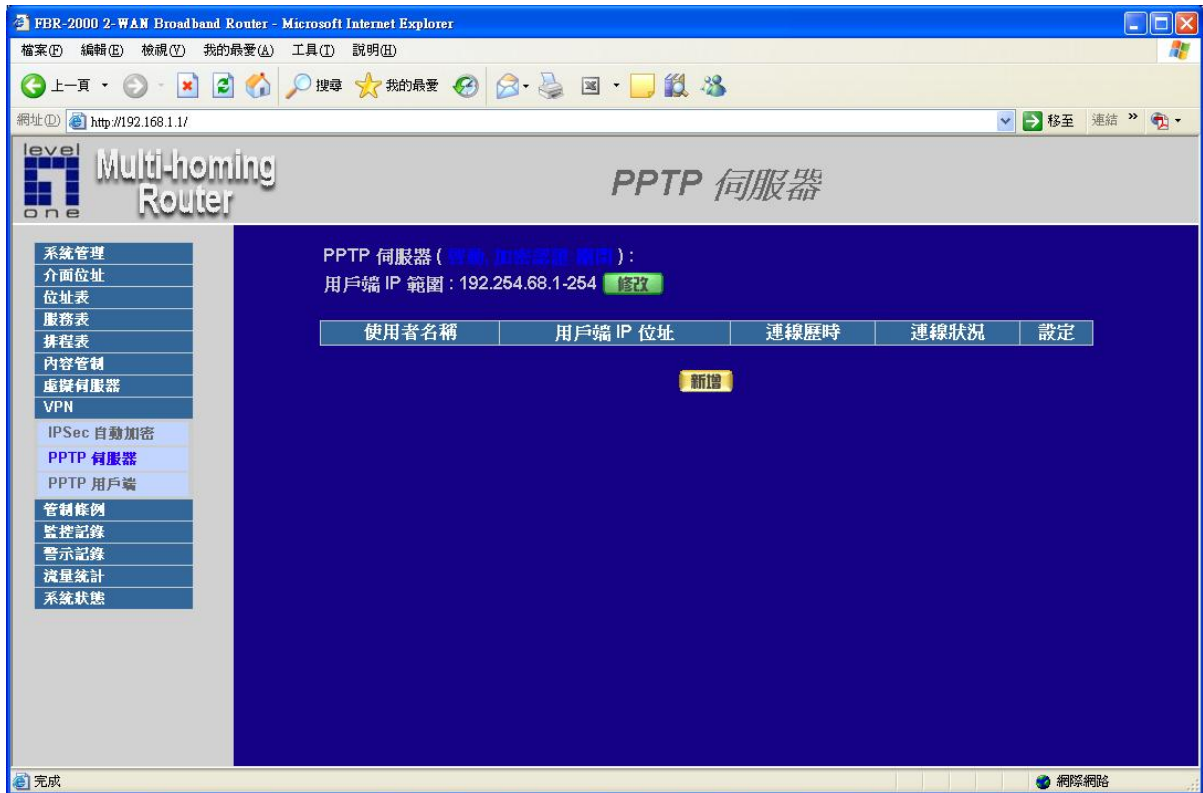 FBR-2000 2-WAN Broadband Router - Microsoft Internet Explorer
檔案(F) 編輯(E) 檢視(V) 我的最愛(A) 工具(T) 說明(H)
上一頁 搜尋 我的最愛
網址(D) http://192.168.1.1/ 移至 連結 »
level one
Multi-homing Router
PPTP 伺服器
系統管理
介面位址
位址表
服務表
排程表
內容管制
虛擬伺服器
VPN
IPSec 自動加密
PPTP 伺服器
PPTP 用戶端
管制條例
監控記錄
警示記錄
流量統計
系統狀態
PPTP 伺服器 ( 啟動, 加密認證 關閉 ) :
用戶端 IP 範圍 : 192.254.68.1-254 修改
使用者名稱 用戶端 IP 位址 連線歷時 連線狀況 設定
新增
完成 網際網路